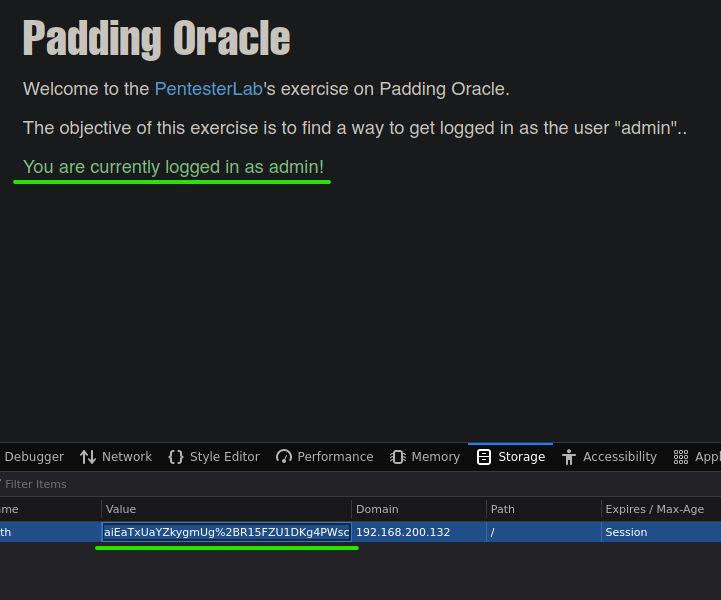 Padding Oracle
Welcome to the PentesterLab's exercise on Padding Oracle.
The objective of this exercise is to find a way to get logged in as the user "admin"..
You are currently logged in as admin!
Debugger Network {} Style Editor Performance Memory Storage Accessibility Appl
Filter Items
me Value Domain Path Expires / Max-Age
th aiEaTxUaYZkygmUg%2BR15FZU1DKg4PWsc 192.168.200.132 / Session